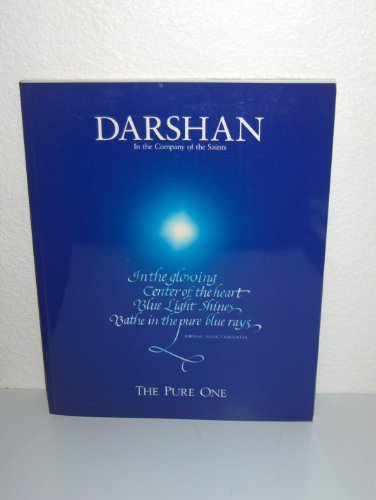 DARSHAN
In the Company of the Saints
In the glowing
Center of the heart
Blue Light Shines
Bathe in the pure blue rays
SWAMI MUKTANANDA
THE PURE ONE